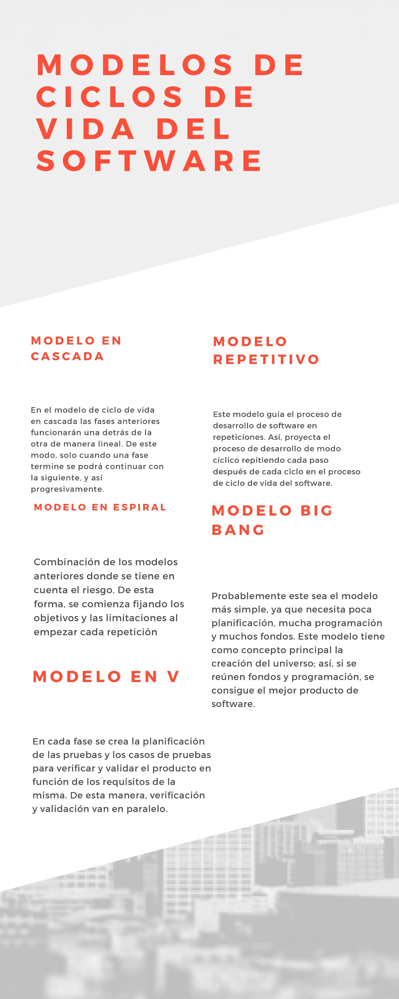 MODELOS DE
CICLOS DE
VIDA DEL
SOFTWARE
MODELO EN
CASCADA
En el modelo de ciclo de vida
en cascada las fases anteriores
funcionarán una detrás de la
otra de manera lineal. De este
modo, solo cuando una fase
termine se podrá continuar con
la siguiente, y así
progresivamente.
MODELO
REPETITIVO
Este modelo guía el proceso de
desarrollo de software en
repeticiones. Así, proyecta el
proceso de desarrollo de modo
cíclico repitiendo cada paso
después de cada ciclo en el proceso
de ciclo de vida del software.
MODELO EN ESPIRAL
Combinación de los modelos
anteriores donde se tiene en
cuenta el riesgo. De esta
forma, se comienza fijando los
objetivos y las limitaciones al
empezar cada repetición
MODELO BIG
BANG
Probablemente este sea el modelo
más simple, ya que necesita poca
planificación, mucha programación
y muchos fondos. Este modelo tiene
como concepto principal la
creación del universo; así, si se
reúnen fondos y programación, se
consigue el mejor producto de
software.
MODELO EN V
En cada fase se crea la planificación
de las pruebas y los casos de pruebas
para verificar y validar el producto en
función de los requisitos de la
misma. De esta manera, verificación
y validación van en paralelo.